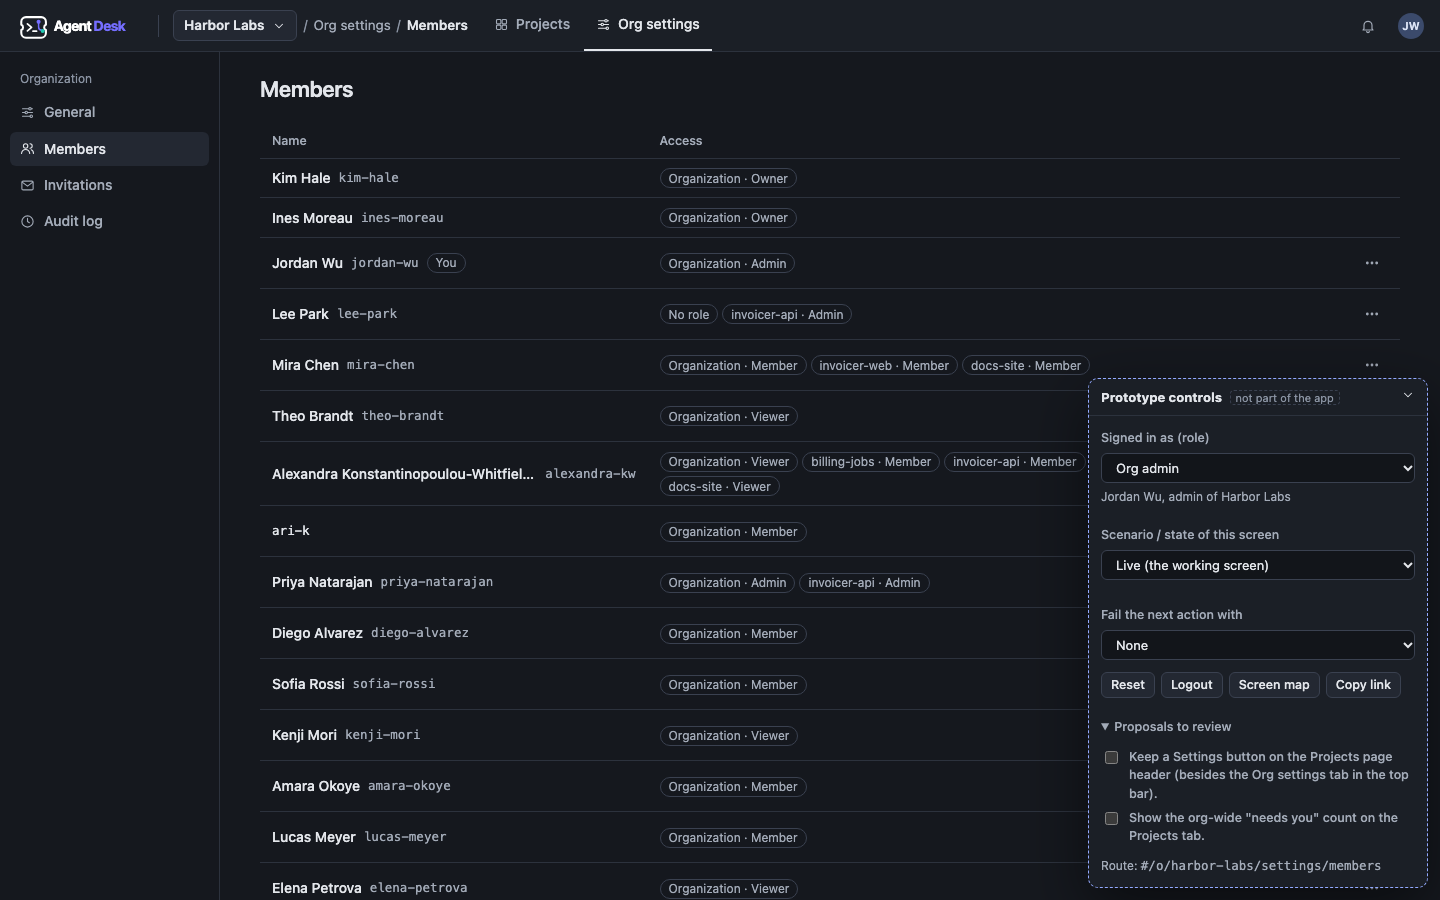 AgentDesk
Harbor Labs / Org settings / Members
Projects
Org settings
JW
Organization
General
Members
Invitations
Audit log
Members
Name Access
Kim Hale kim-hale Organization · Owner
Ines Moreau ines-moreau Organization · Owner
Jordan Wu jordan-wu You Organization · Admin
Lee Park lee-park No role invoicer-api · Admin
Mira Chen mira-chen Organization · Member invoicer-web · Member docs-site · Member
Theo Brandt theo-brandt Organization · Viewer
Alexandra Konstantinopoulou-Whitfiel... alexandra-kw Organization · Viewer billing-jobs · Member invoicer-api · Member
docs-site · Viewer
ari-k Organization · Member
Priya Natarajan priya-natarajan Organization · Admin invoicer-api · Admin
Diego Alvarez diego-alvarez Organization · Member
Sofia Rossi sofia-rossi Organization · Member
Kenji Mori kenji-mori Organization · Viewer
Amara Okoye amara-okoye Organization · Member
Lucas Meyer lucas-meyer Organization · Member
Elena Petrova elena-petrova Organization · Viewer
Prototype controls not part of the app
Signed in as (role)
Org admin
Jordan Wu, admin of Harbor Labs
Scenario / state of this screen
Live (the working screen)
Fail the next action with
None
Reset Logout Screen map Copy link
Proposals to review
Keep a Settings button on the Projects page
header (besides the Org settings tab in the top
bar).
Show the org-wide "needs you" count on the
Projects tab.
Route: #/o/harbor-labs/settings/members